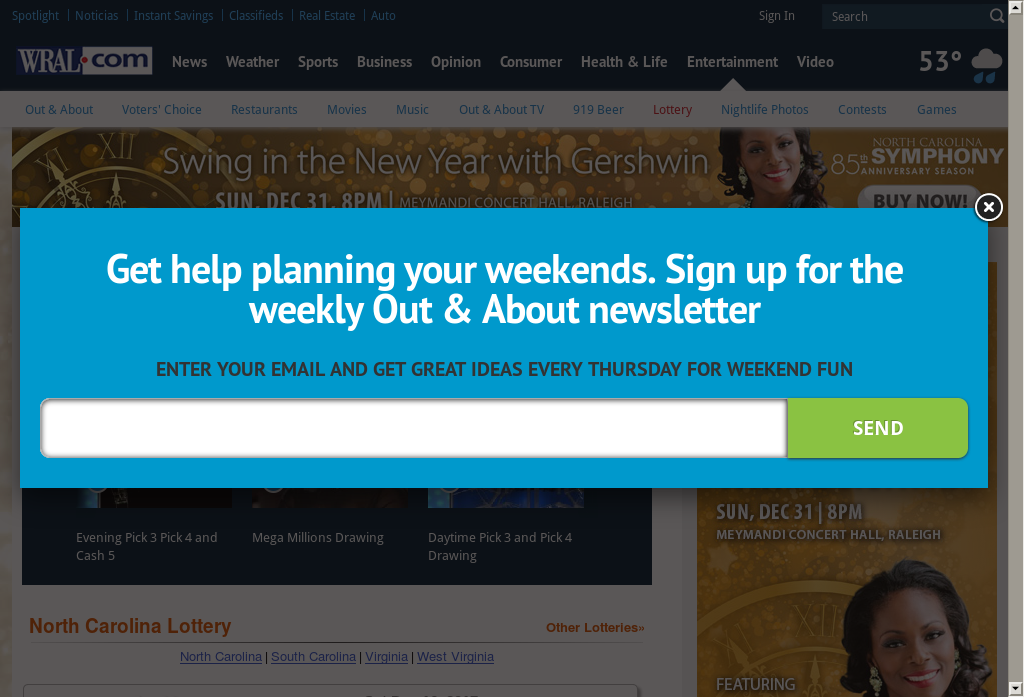 Spotlight Noticias Instant Savings Classifieds Real Estate Auto Sign In Search
WRAL.com News Weather Sports Business Opinion Consumer Health & Life Entertainment Video 53°
Out & About Voters' Choice Restaurants Movies Music Out & About TV 919 Beer Lottery Nightlife Photos Contests Games
XII
Swing in the New Year with Gershwin
SUN, DEC 31, 8PM | MEYMANDI CONCERT HALL, RALEIGH
NORTH CAROLINA
85th SYMPHONY
ANNIVERSARY SEASON
BUY NOW!
Get help planning your weekends. Sign up for the
weekly Out & About newsletter
ENTER YOUR EMAIL AND GET GREAT IDEAS EVERY THURSDAY FOR WEEKEND FUN
SEND
Evening Pick 3 Pick 4 and
Cash 5
Mega Millions Drawing
Daytime Pick 3 and Pick 4
Drawing
SUN, DEC 31 | 8PM
MEYMANDI CONCERT HALL, RALEIGH
XII
FEATURING
North Carolina Lottery
Other Lotteries»
North Carolina | South Carolina | Virginia | West Virginia